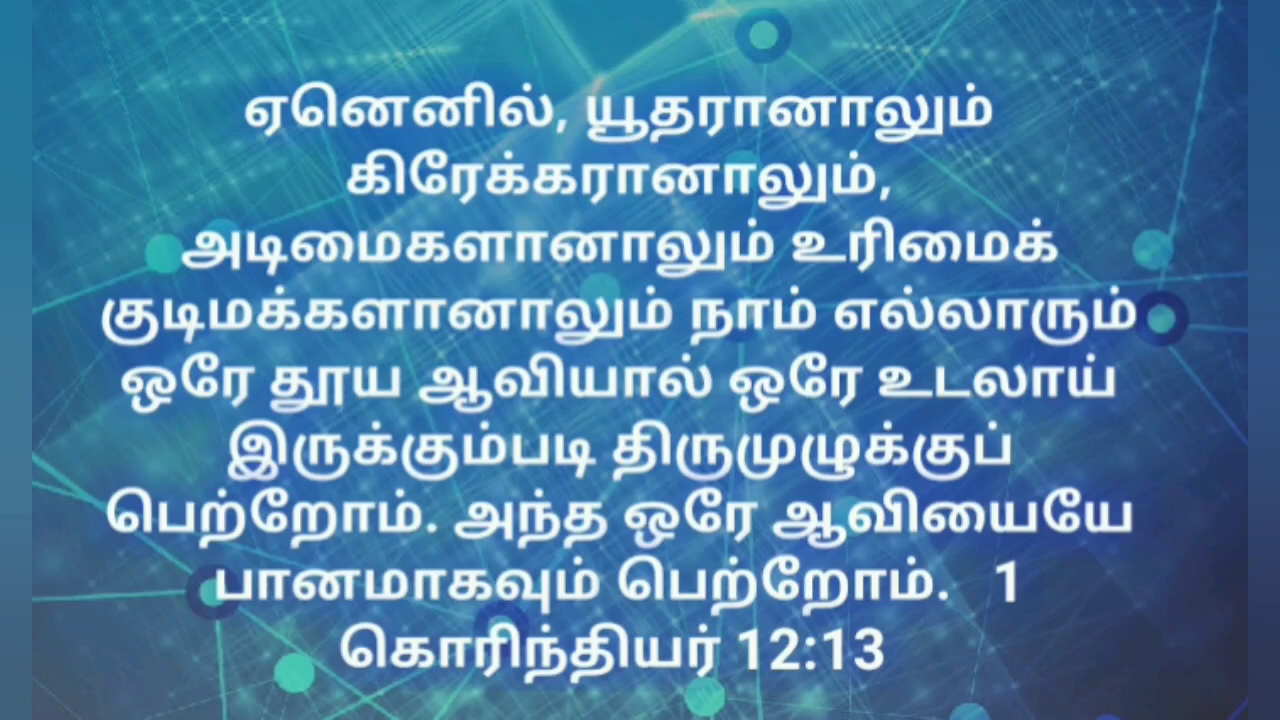 ஏனெனில், யூதரானாலும்
கிரேக்கரானாலும்,
அடிமைகளானாலும் உரிமைக்
குடிமக்களானாலும் நாம் எல்லாரும்
ஒரே தூய ஆவியால் ஒரே உடலாய்
இருக்கும்படி திருமுழுக்குப்
பெற்றோம். அந்த ஒரே ஆவியையே
பானமாகவும் பெற்றோம். 1
கொரிந்தியர் 12:13